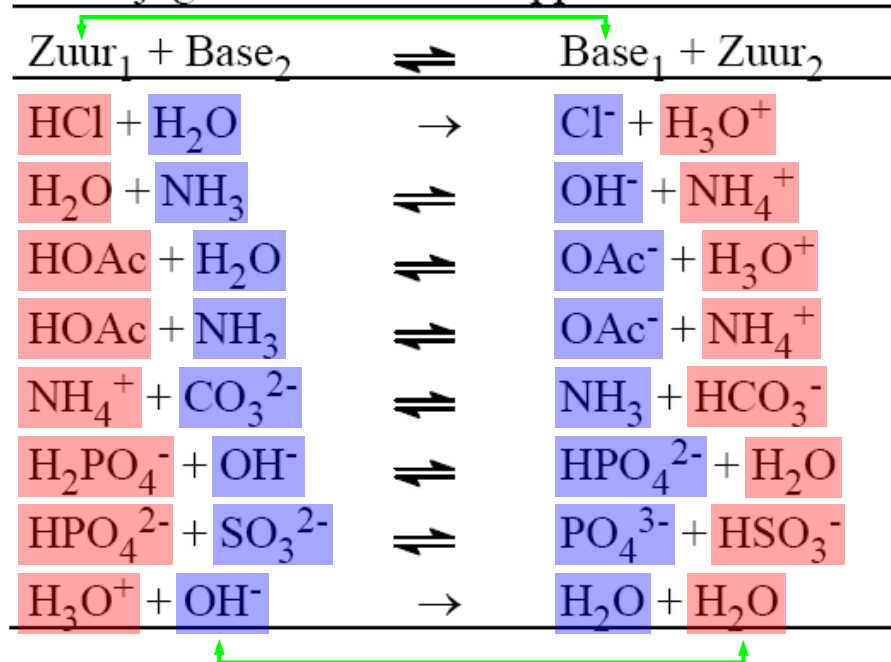 Zuur₁ + Base₂ ⇌ Base₁ + Zuur₂
HCl + H₂O → Cl⁻ + H₃O⁺
H₂O + NH₃ ⇌ OH⁻ + NH₄⁺
HOAc + H₂O ⇌ OAc⁻ + H₃O⁺
HOAc + NH₃ ⇌ OAc⁻ + NH₄⁺
NH₄⁺ + CO₃²⁻ ⇌ NH₃ + HCO₃⁻
H₂PO₄⁻ + OH⁻ ⇌ HPO₄²⁻ + H₂O
HPO₄²⁻ + SO₃²⁻ ⇌ PO₄³⁻ + HSO₃⁻
H₃O⁺ + OH⁻ → H₂O + H₂O